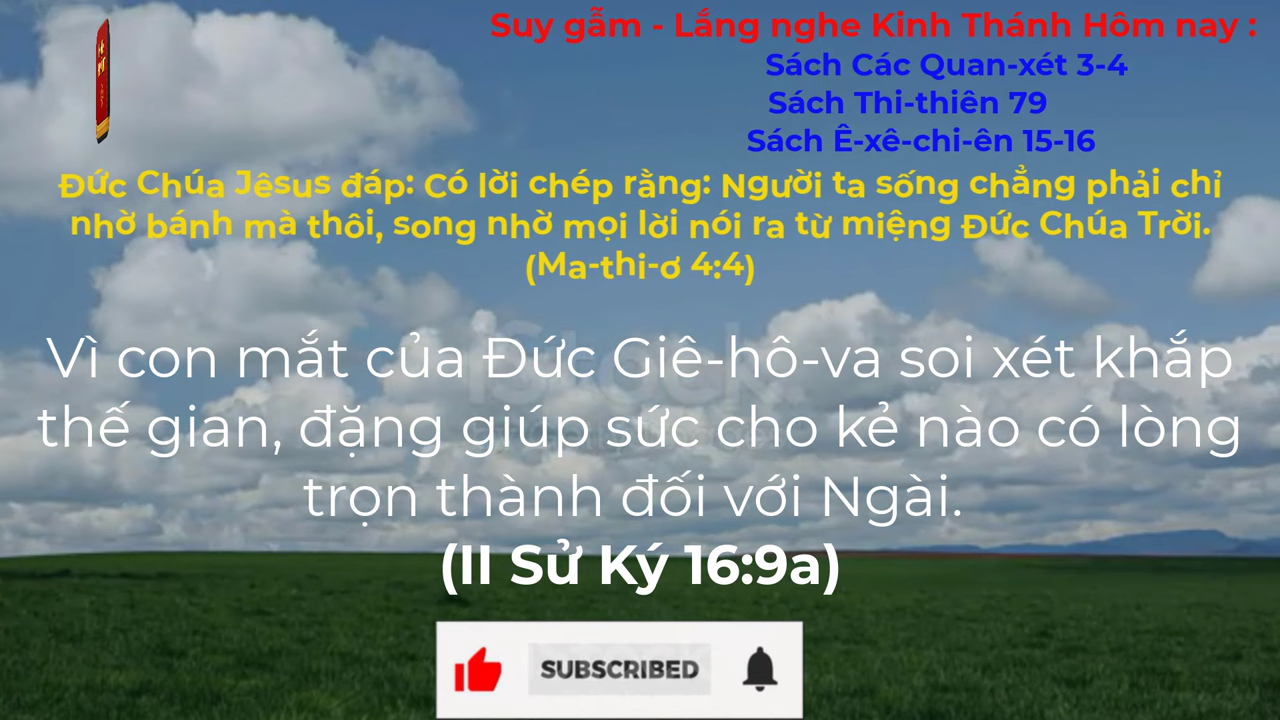 Suy gẫm - Lắng nghe Kinh Thánh Hôm nay :
Sách Các Quan-xét 3-4
Sách Thi-thiên 79
Sách Ê-xê-chi-ên 15-16
Đức Chúa Jêsus đáp: Có lời chép rằng: Người ta sống chẳng phải chỉ
nhờ bánh mà thôi, song nhờ mọi lời nói ra từ miệng Đức Chúa Trời.
(Ma-thi-ơ 4:4)
Vì con mắt của Đức Giê-hô-va soi xét khắp
thế gian, đặng giúp sức cho kẻ nào có lòng
trọn thành đối với Ngài.
(II Sử Ký 16:9a)
SUBSCRIBED